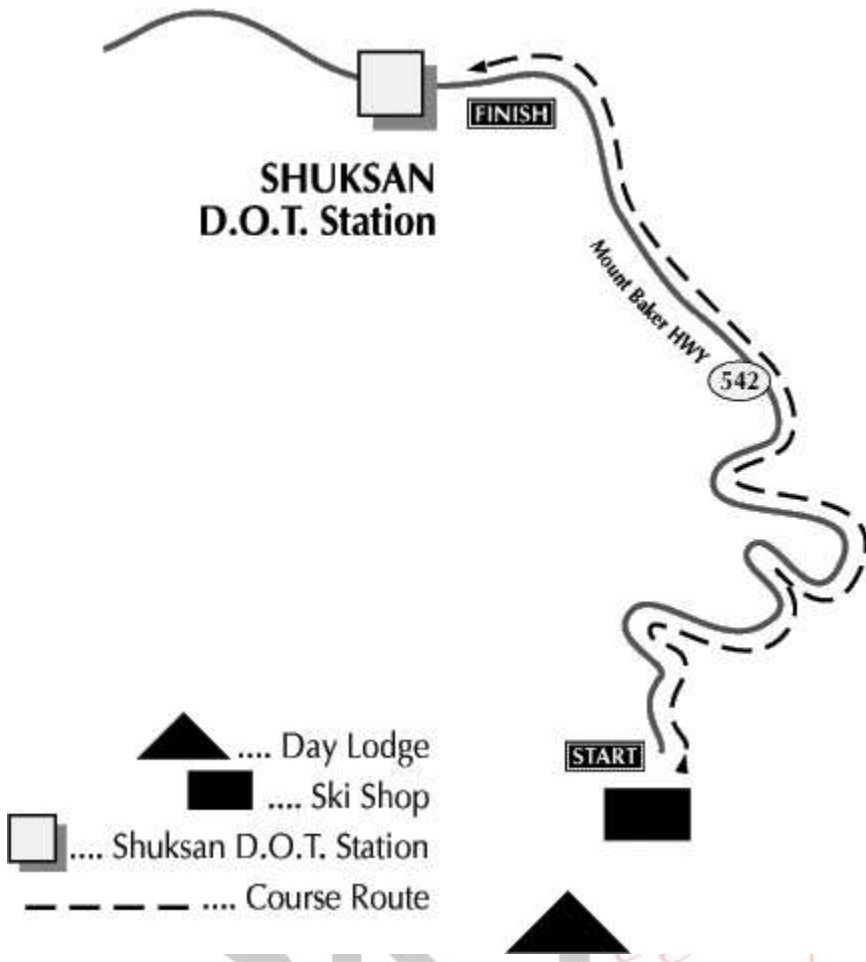 FINISH
SHUKSAN
D.O.T. Station
Mount Baker HWY
542
START
.... Day Lodge
.... Ski Shop
.... Shuksan D.O.T. Station
.... Course Route